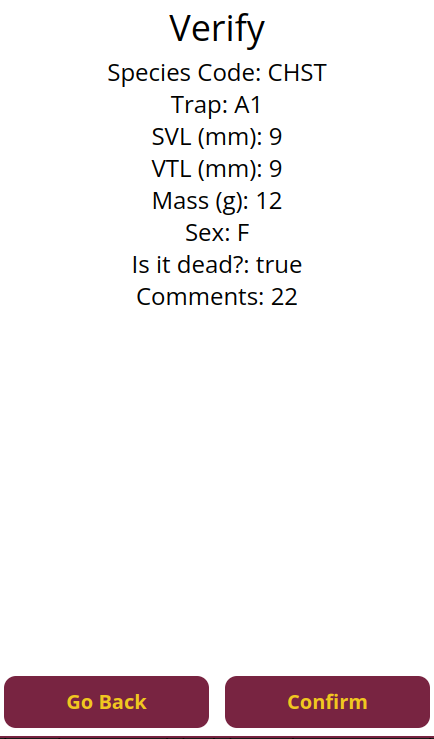 Verify
Species Code: CHST
Trap: A1
SVL (mm): 9
VTL (mm): 9
Mass (g): 12
Sex: F
Is it dead?: true
Comments: 22
Go Back
Confirm